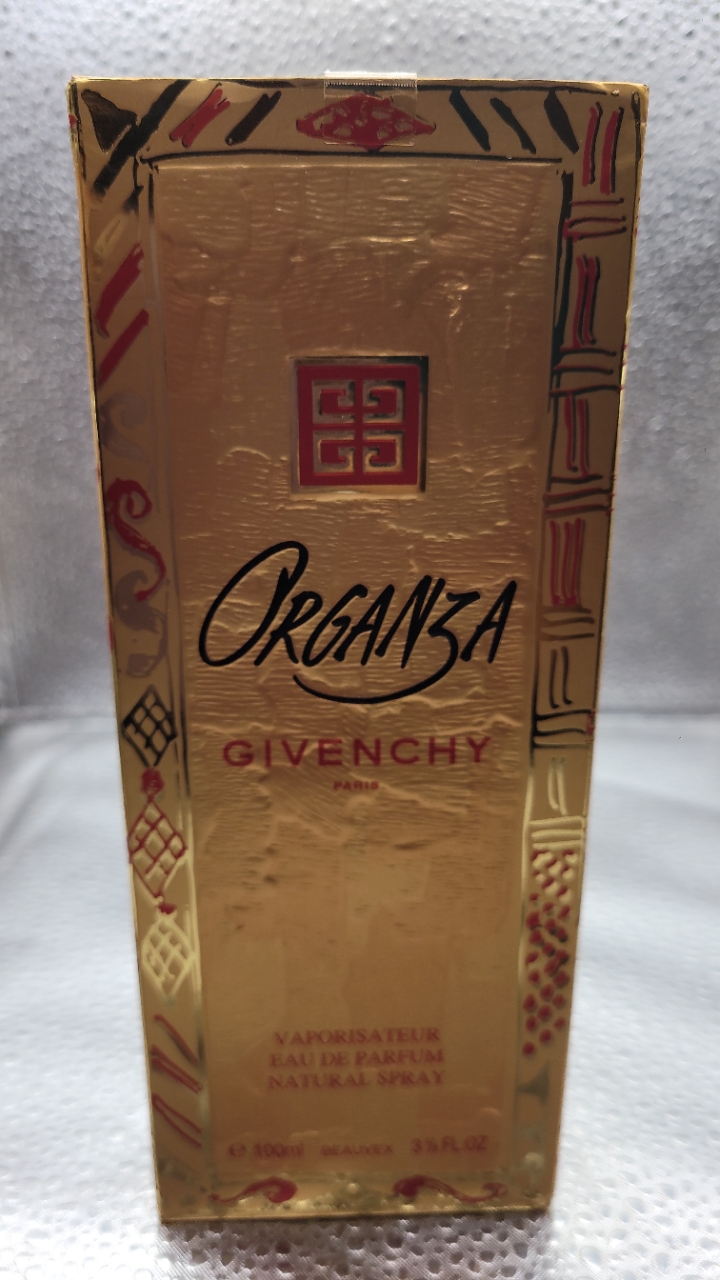 ORGANZA
GIVENCHY
PARIS
VAPORISATEUR
EAU DE PARFUM
NATURAL SPRAY
℮ 100ml BEAUVEX 3⅓ FL.OZ